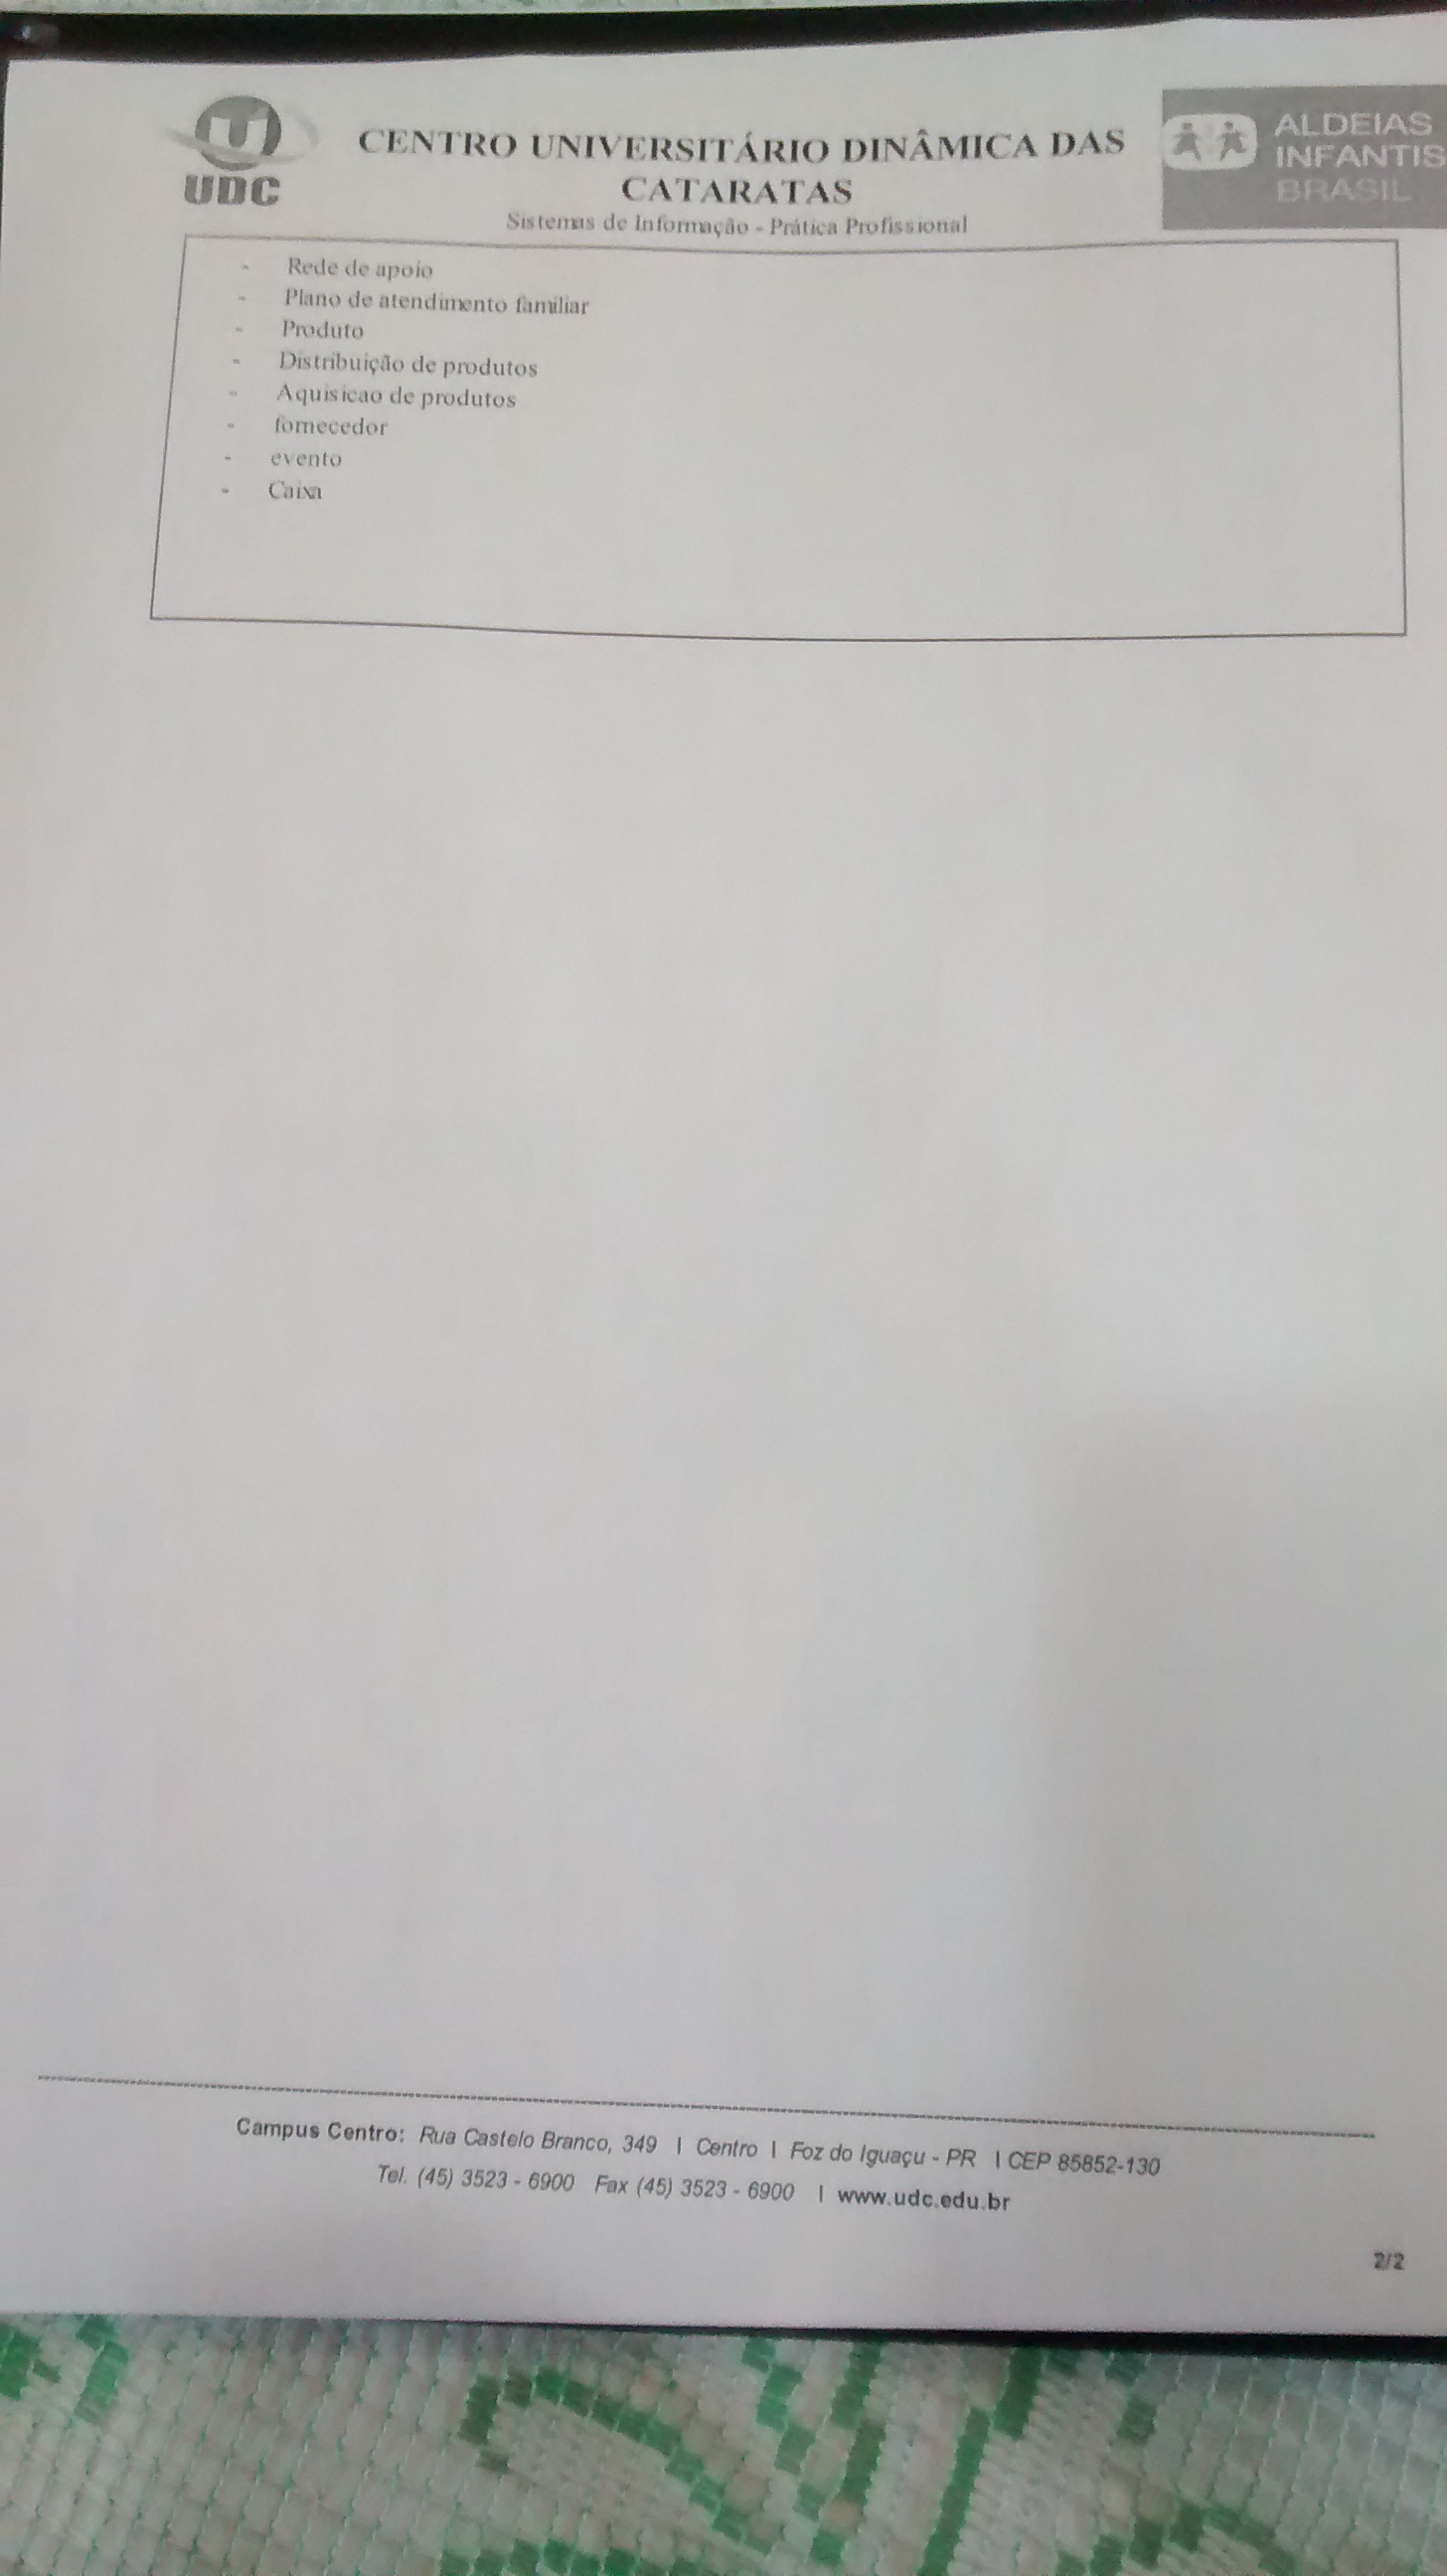 UDC
CENTRO UNIVERSITÁRIO DINÂMICA DAS
CATARATAS
Sistemas de Informação - Prática Profissional
ALDEIAS
INFANTIS
BRASIL
- Rede de apoio
- Plano de atendimento familiar
- Produto
- Distribuição de produtos
- Aquisicao de produtos
- fornecedor
- evento
- Caixa
Campus Centro: Rua Castelo Branco, 349 | Centro | Foz do Iguaçu - PR | CEP 85852-130
Tel. (45) 3523 - 6900 Fax (45) 3523 - 6900 | www.udc.edu.br
2/2